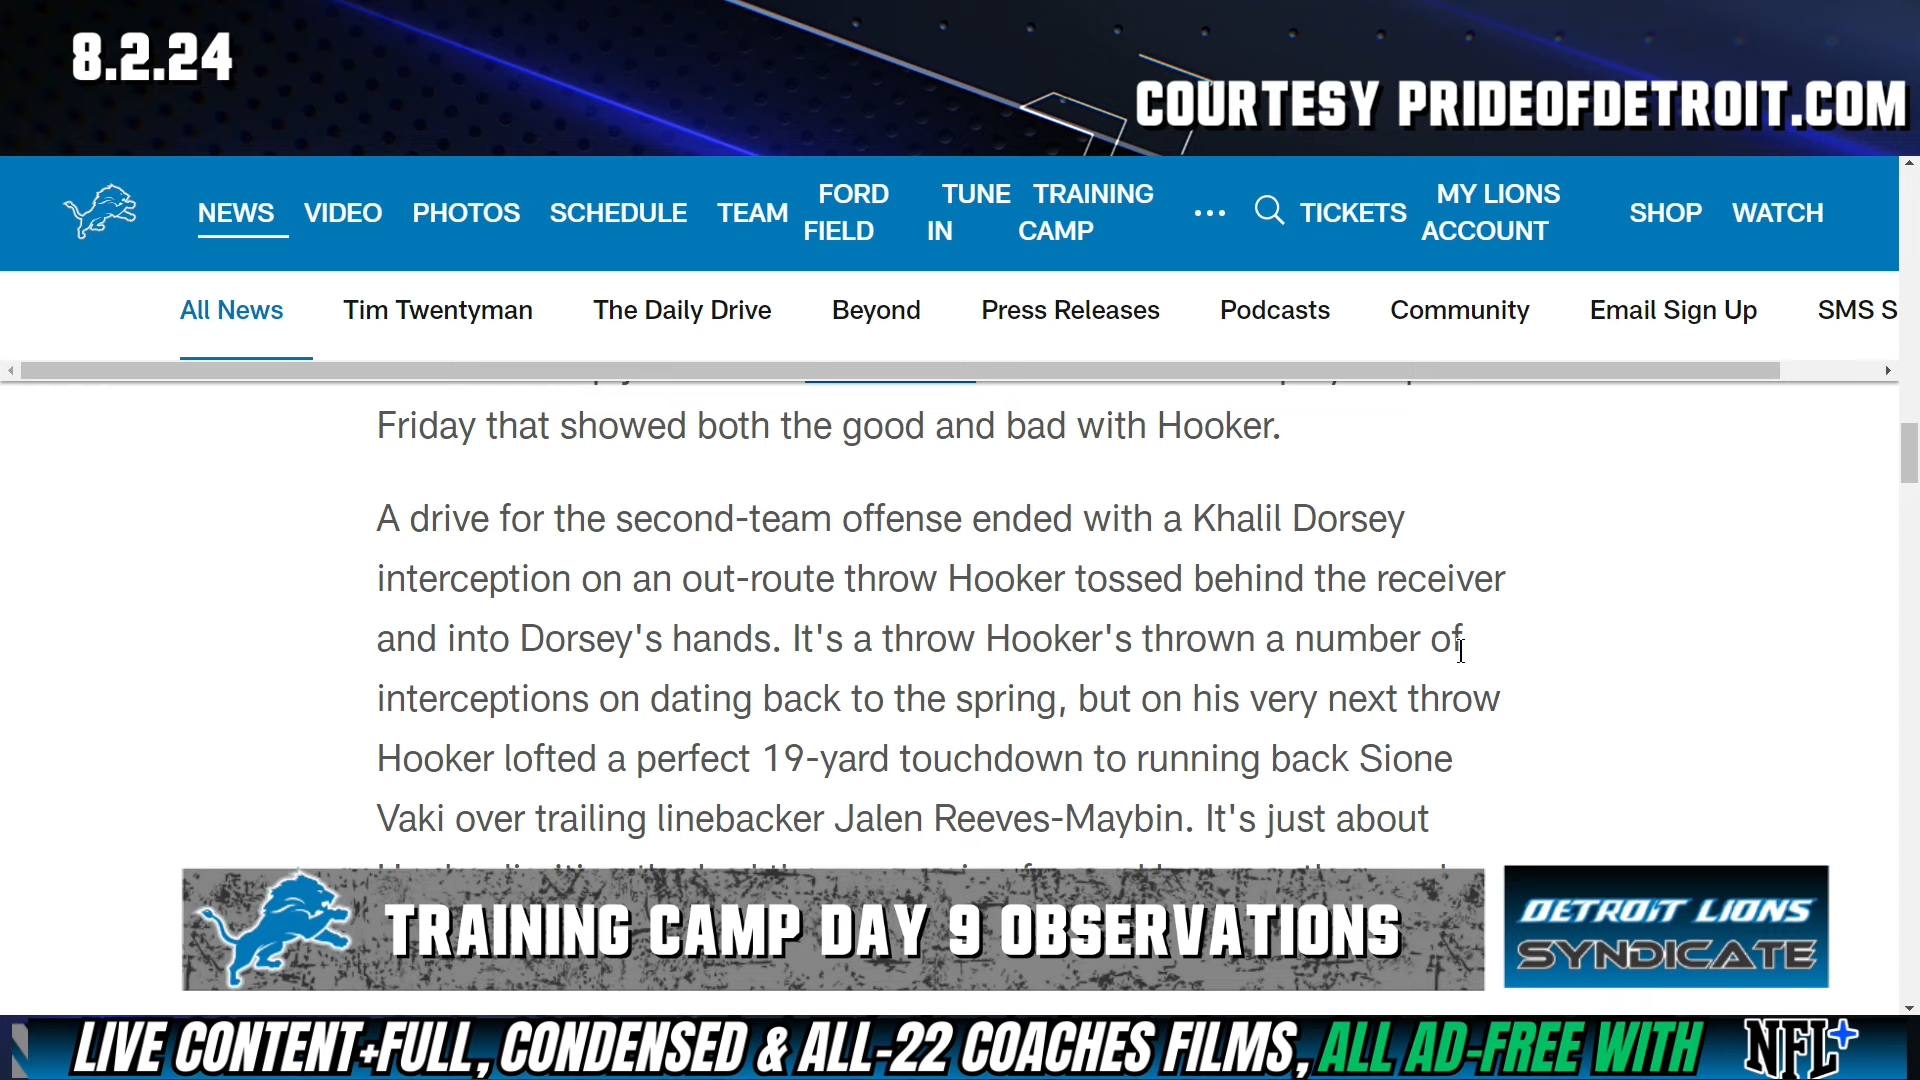 8.2.24
COURTESY PRIDEOFDETROIT.COM
NEWS VIDEO PHOTOS SCHEDULE TEAM FORD FIELD TUNE IN TRAINING CAMP ... TICKETS MY LIONS ACCOUNT SHOP WATCH
All News Tim Twentyman The Daily Drive Beyond Press Releases Podcasts Community Email Sign Up SMS S
Friday that showed both the good and bad with Hooker.
A drive for the second-team offense ended with a Khalil Dorsey
interception on an out-route throw Hooker tossed behind the receiver
and into Dorsey's hands. It's a throw Hooker's thrown a number of
interceptions on dating back to the spring, but on his very next throw
Hooker lofted a perfect 19-yard touchdown to running back Sione
Vaki over trailing linebacker Jalen Reeves-Maybin. It's just about
TRAINING CAMP DAY 9 OBSERVATIONS
DETROIT LIONS
SYNDICATE
LIVE CONTENT+FULL, CONDENSED & ALL-22 COACHES FILMS, ALL AD-FREE WITH NFL+